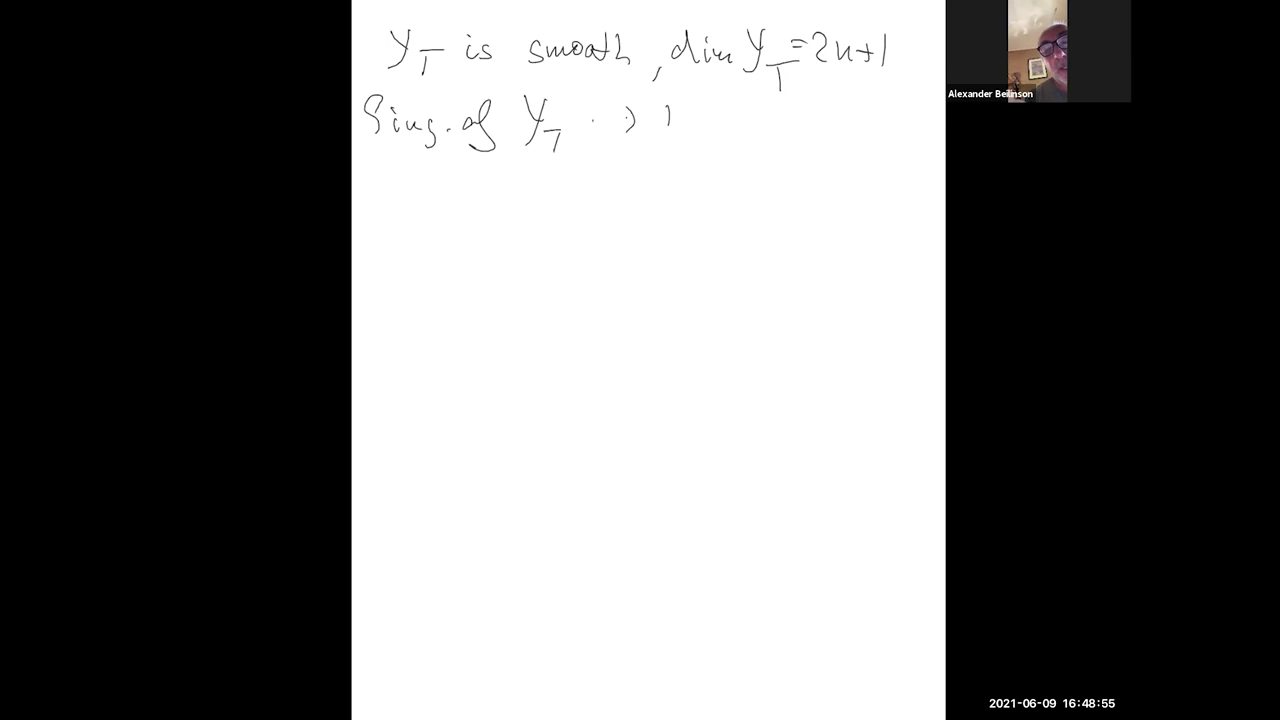 Y_T is smooth, dim Y_T = 2n+1
Sing. of Y_T
Alexander Beilinson
2021-06-09 16:48:55